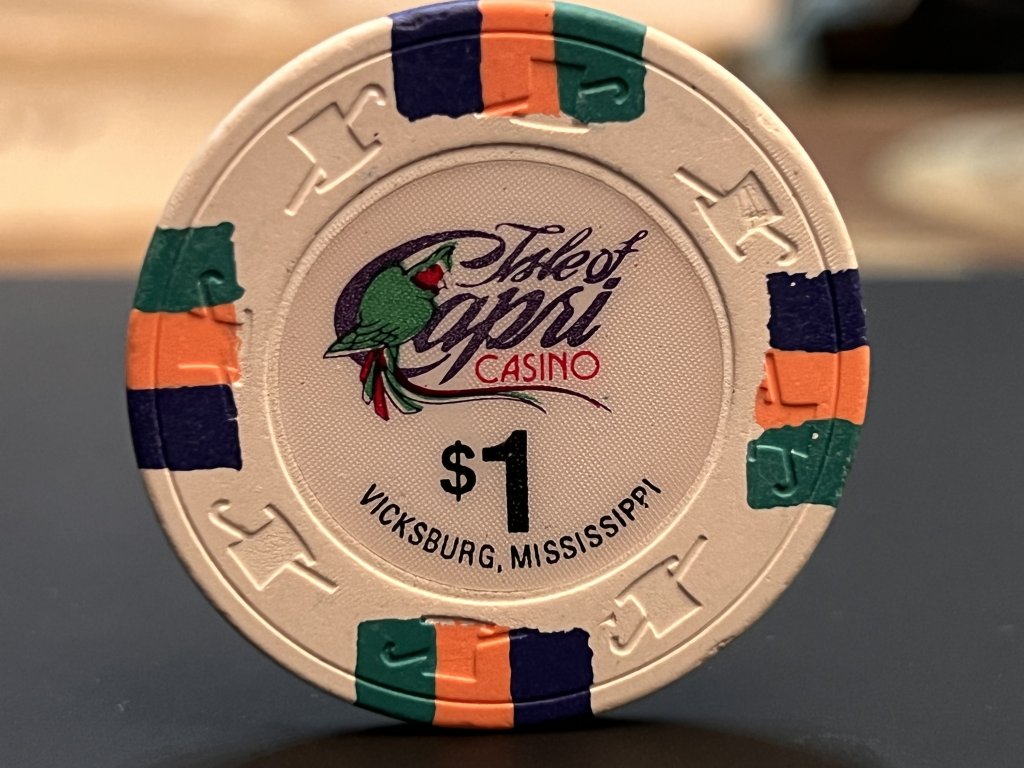 Isle of
Capri
CASINO
$1
VICKSBURG, MISSISSIPPI